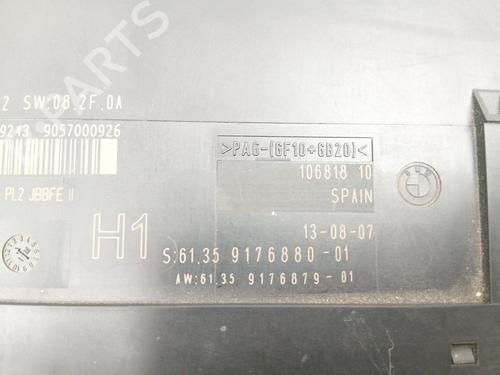 PARTS
2 SW:08.2F.0A
9243 9057000926
>PA6-(GF10+GB20)<
106818 10
PL2 JBBFE II
SPAIN
H1
13-08-07
S:61.35 9176880-01
AW:61.35 9176879-01